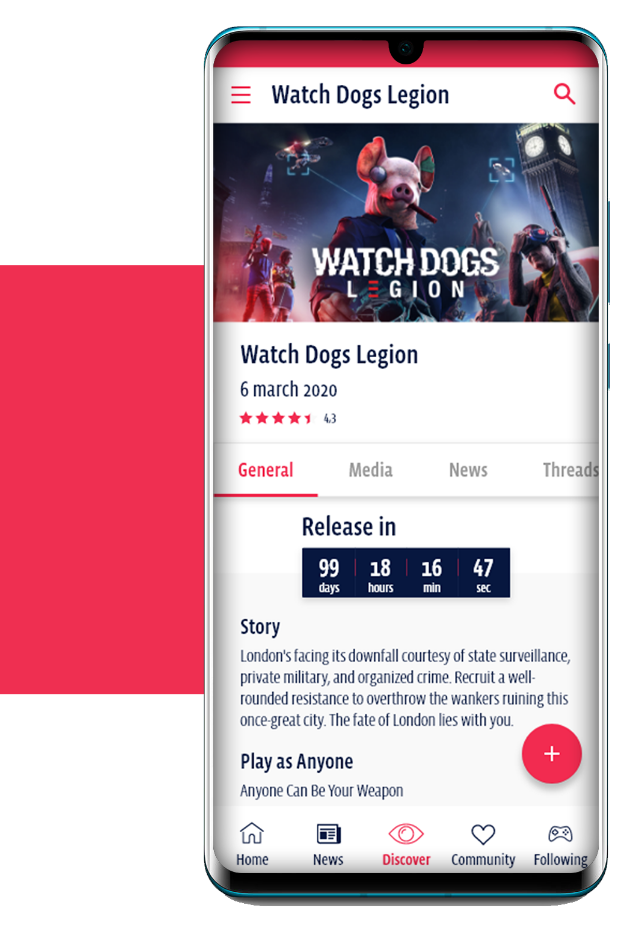 Watch Dogs Legion
WATCH DOGS
LEGION
Watch Dogs Legion
6 march 2020
4.3
General Media News Threads
Release in
99 18 16 47
days hours min sec
Story
London's facing its downfall courtesy of state surveillance,
private military, and organized crime. Recruit a well-
rounded resistance to overthrow the wankers ruining this
once-great city. The fate of London lies with you.
+
Play as Anyone
Anyone Can Be Your Weapon
Home News Discover Community Following